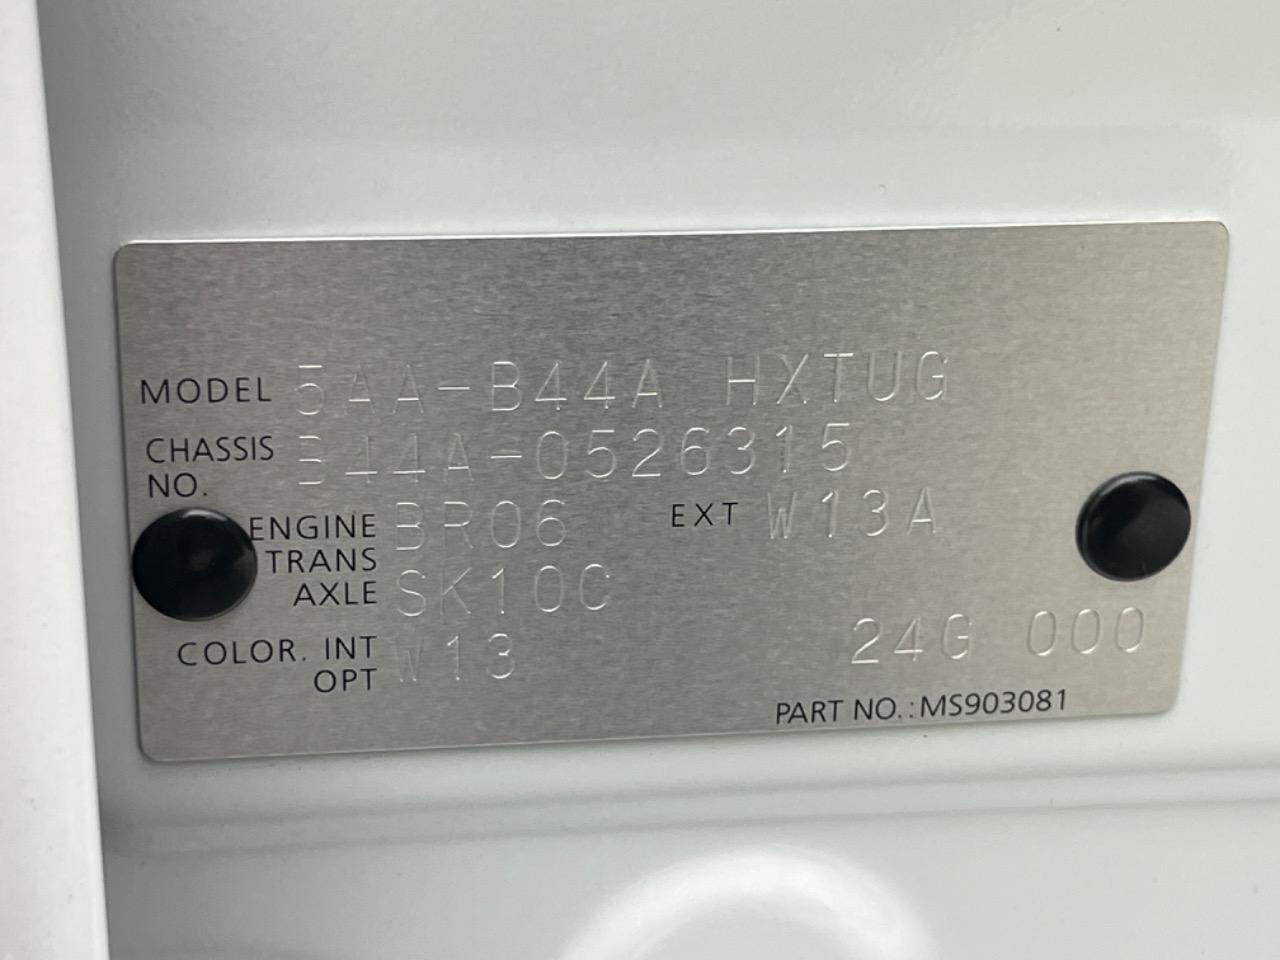 MODEL 5AA-B44A HXTUG
CHASSIS NO. B44A-0526315
ENGINE BR06 EXT W13A
TRANS AXLE SK10C
COLOR. INT OPT W13 24G 000
PART NO.:MS903081